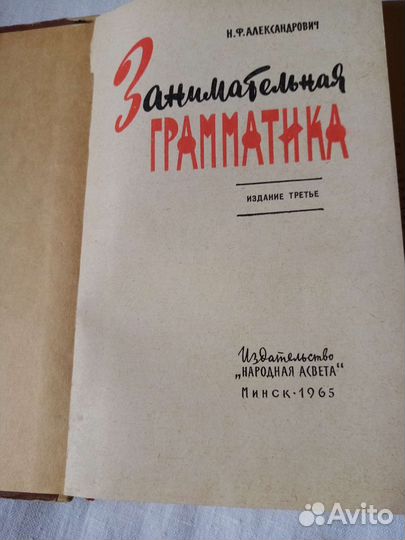 Н.Ф.АЛЕКСАНДРОВИЧ
Занимательная
ГРАММАТИКА
ИЗДАНИЕ ТРЕТЬЕ
Издательство
„НАРОДНАЯ АСВЕТА“
Минск·1965
Avito